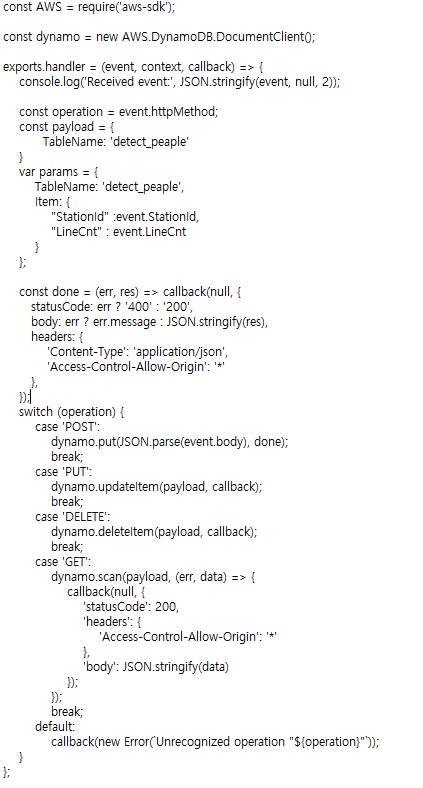 const AWS = require('aws-sdk');
const dynamo = new AWS.DynamoDB.DocumentClient();
exports.handler = (event, context, callback) => {
console.log('Received event:', JSON.stringify(event, null, 2));
const operation = event.httpMethod;
const payload = {
TableName: 'detect_peaple'
}
var params = {
TableName: 'detect_peaple',
Item: {
"StationId" :event.StationId,
"LineCnt" : event.LineCnt
}
};
const done = (err, res) => callback(null, {
statusCode: err ? '400' : '200',
body: err ? err.message : JSON.stringify(res),
headers: {
'Content-Type': 'application/json',
'Access-Control-Allow-Origin': '*'
},
});
switch (operation) {
case 'POST':
dynamo.put(JSON.parse(event.body), done);
break;
case 'PUT':
dynamo.updateItem(payload, callback);
break;
case 'DELETE':
dynamo.deleteItem(payload, callback);
break;
case 'GET':
dynamo.scan(payload, (err, data) => {
callback(null, {
'statusCode': 200,
'headers': {
'Access-Control-Allow-Origin': '*'
},
'body': JSON.stringify(data)
});
});
break;
default:
callback(new Error(`Unrecognized operation "${operation}"`));
}
};